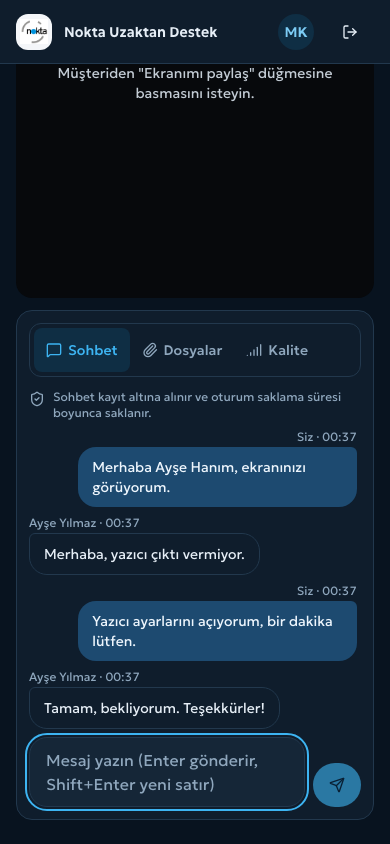 nokta
Nokta Uzaktan Destek
MK
Müşteriden "Ekranımı paylaş" düğmesine
basmasını isteyin.
Sohbet
Dosyalar
Kalite
Sohbet kayıt altına alınır ve oturum saklama süresi
boyunca saklanır.
Siz · 00:37
Merhaba Ayşe Hanım, ekranınızı
görüyorum.
Ayşe Yılmaz · 00:37
Merhaba, yazıcı çıktı vermiyor.
Siz · 00:37
Yazıcı ayarlarını açıyorum, bir dakika
lütfen.
Ayşe Yılmaz · 00:37
Tamam, bekliyorum. Teşekkürler!
Mesaj yazın (Enter gönderir,
Shift+Enter yeni satır)